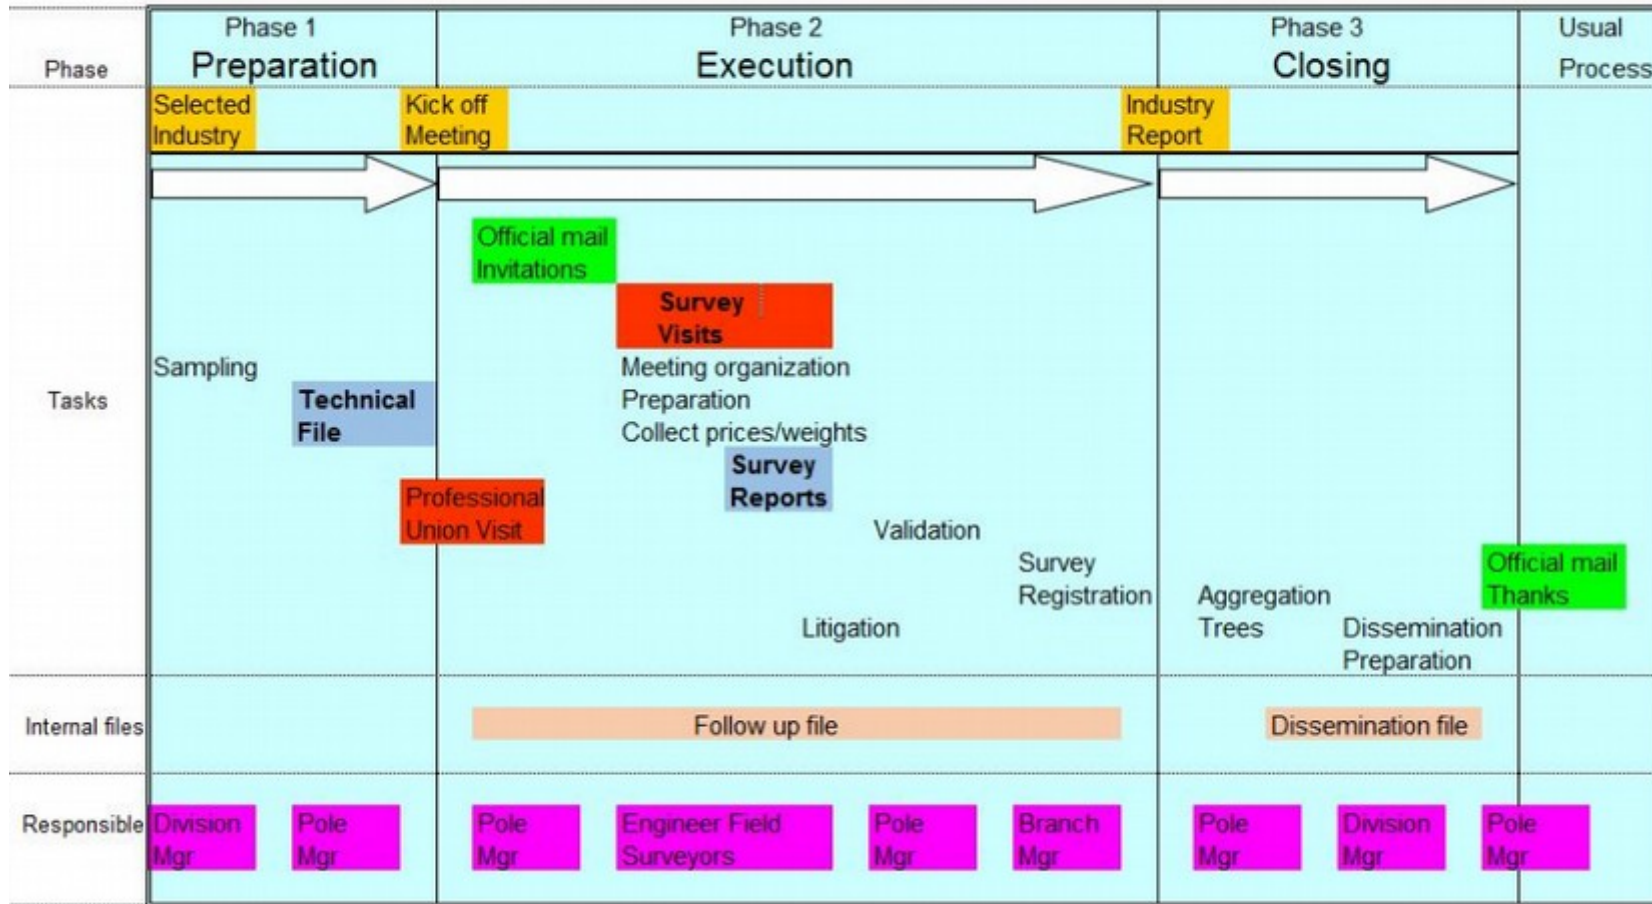 Phase 1
Phase 2
Phase 3
Usual
Phase
Preparation
Execution
Closing
Process
Selected
Industry
Kick off
Meeting
Industry
Report
Official mail
Invitations
Survey
Visits
Sampling
Meeting organization
Tasks
Technical
File
Preparation
Collect prices/weights
Survey
Reports
Professional
Union Visit
Validation
Survey
Registration
Official mail
Thanks
Aggregation
Trees
Litigation
Dissemination
Preparation
Internal files
Follow up file
Dissemination file
Responsible
Division
Mgr
Pole
Mgr
Pole
Mgr
Engineer Field
Surveyors
Pole
Mgr
Branch
Mgr
Pole
Mgr
Division
Mgr
Pole
Mgr